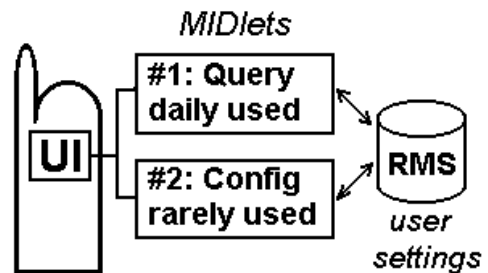 MIDlets
#1: Query
daily used
UI
#2: Config
rarely used
RMS
user
settings